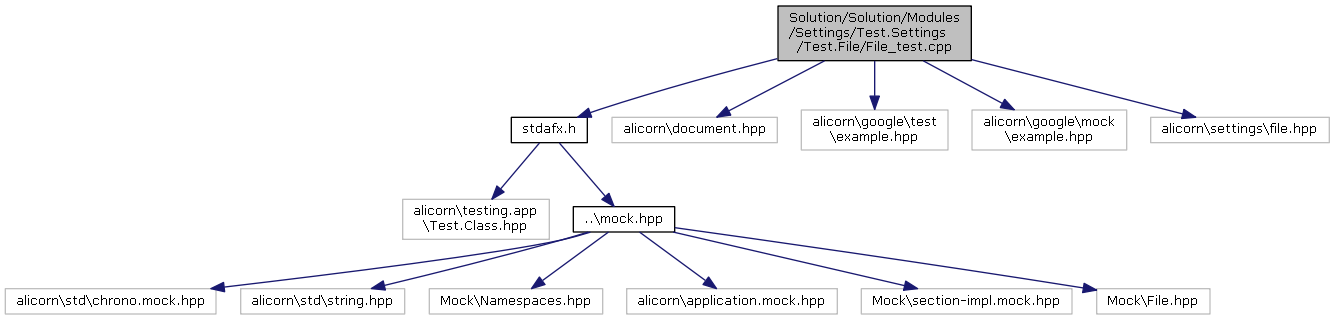 Solution/Solution/Modules
/Settings/Test.Settings
/Test.File/File_test.cpp
stdafx.h
alicorn\document.hpp
alicorn\google\test
\example.hpp
alicorn\google\mock
\example.hpp
alicorn\settings\file.hpp
alicorn\testing.app
\Test.Class.hpp
..\mock.hpp
alicorn\std\chrono.mock.hpp
alicorn\std\string.hpp
Mock\Namespaces.hpp
alicorn\application.mock.hpp
Mock\section-impl.mock.hpp
Mock\File.hpp